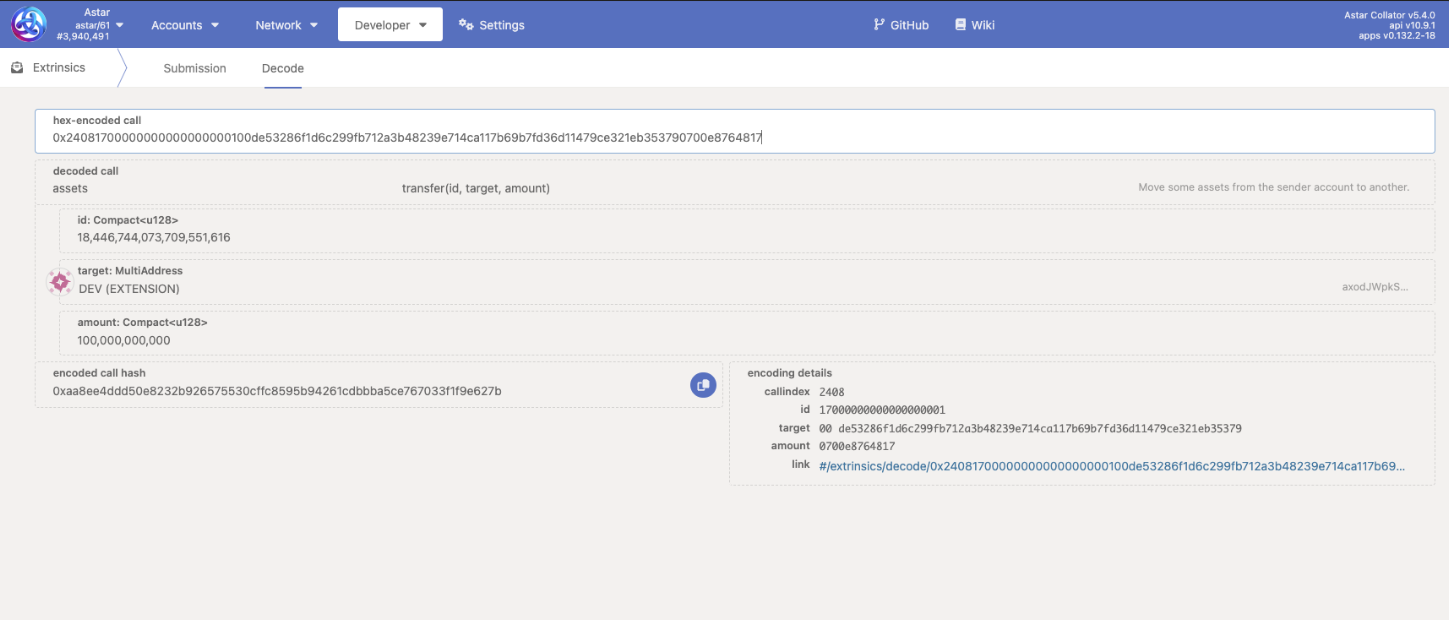 Astar
astar/61
#3,940,491
Accounts
Network
Developer
Settings
GitHub
Wiki
Astar Collator v5.4.0
api v10.9.1
apps v0.132.2-18
Extrinsics
Submission
Decode
hex-encoded call
0x24081700000000000000000100de53286f1d6c299fb712a3b48239e714ca117b69b7fd36d11479ce321eb353790700e8764817
decoded call
assets
transfer(id, target, amount)
Move some assets from the sender account to another.
id: Compact<u128>
18,446,744,073,709,551,616
target: MultiAddress
DEV (EXTENSION)
axodJWpkS...
amount: Compact<u128>
100,000,000,000
encoded call hash
0xaa8ee4ddd50e8232b926575530cffc8595b94261cdbbba5ce767033f1f9e627b
encoding details
callindex 2408
id 17000000000000000001
target 00 de53286f1d6c299fb712a3b48239e714ca117b69b7fd36d11479ce321eb35379
amount 0700e8764817
link #/extrinsics/decode/0x24081700000000000000000100de53286f1d6c299fb712a3b48239e714ca117b69...